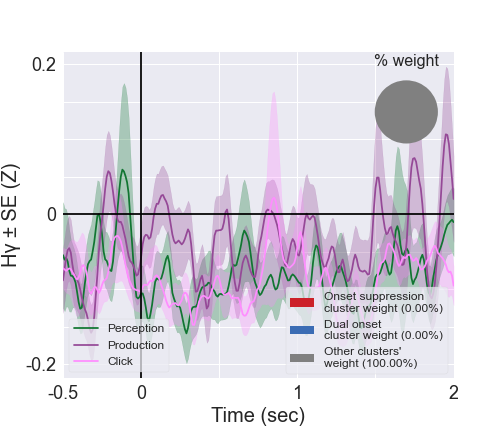 % weight
0.2
0
-0.2
Hγ ± SE (Z)
Perception
Production
Click
Onset suppression
cluster weight (0.00%)
Dual onset
cluster weight (0.00%)
Other clusters'
weight (100.00%)
-0.5 0 1 2
Time (sec)